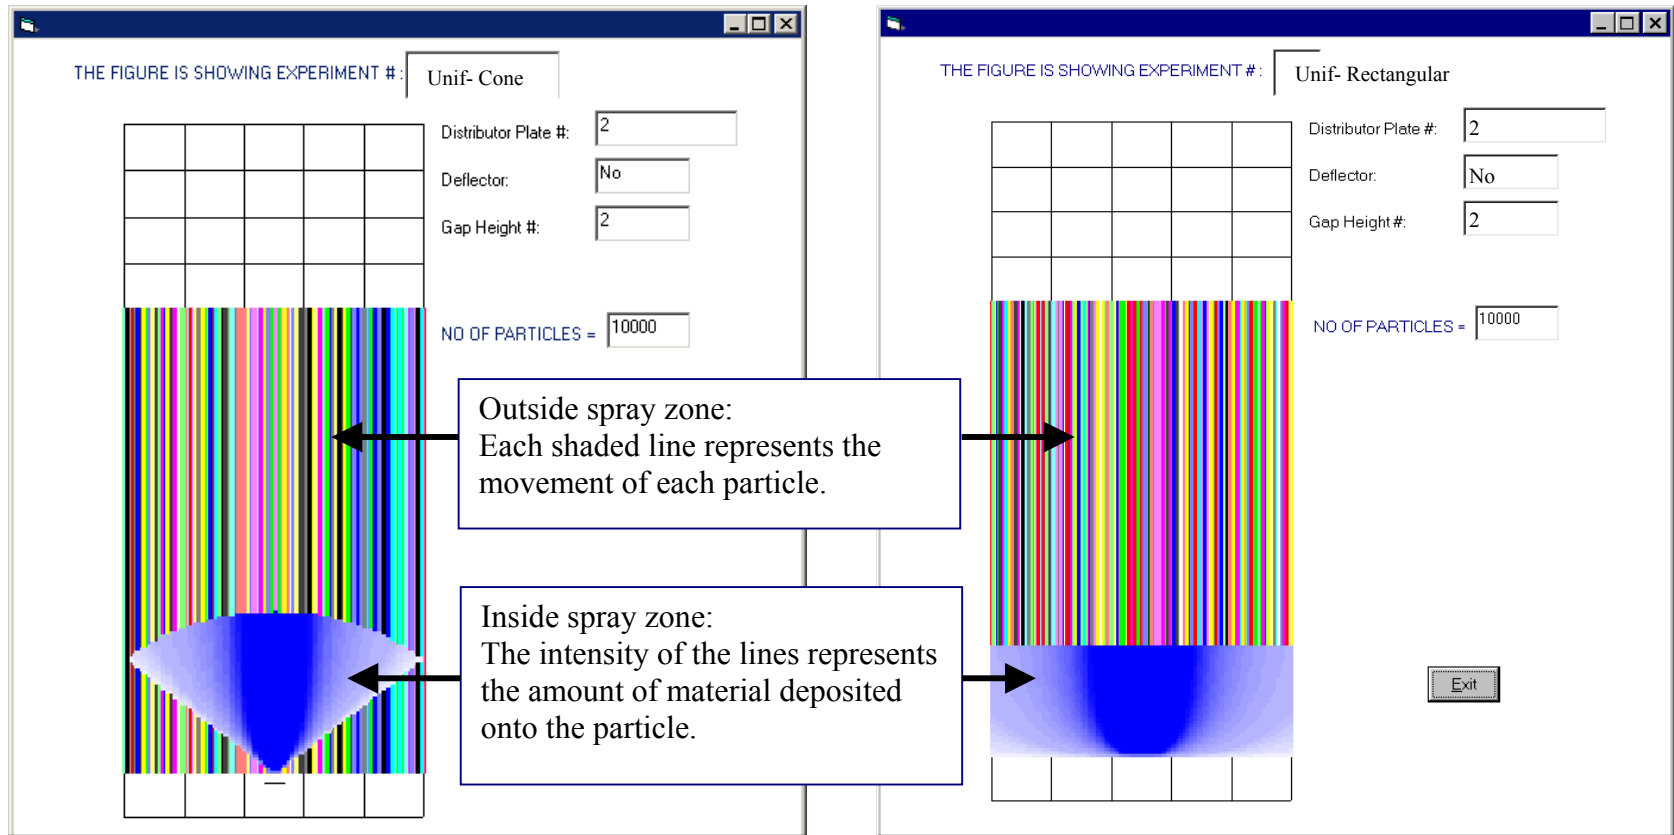 THE FIGURE IS SHOWING EXPERIMENT # :
Unif- Cone
Distributor Plate #:
2
Deflector:
No
Gap Height #:
2
NO OF PARTICLES =
10000
THE FIGURE IS SHOWING EXPERIMENT # :
Unif- Rectangular
Distributor Plate #:
2
Deflector:
No
Gap Height #:
2
NO OF PARTICLES =
10000
Outside spray zone:
Each shaded line represents the
movement of each particle.
Inside spray zone:
The intensity of the lines represents
the amount of material deposited
onto the particle.
Exit